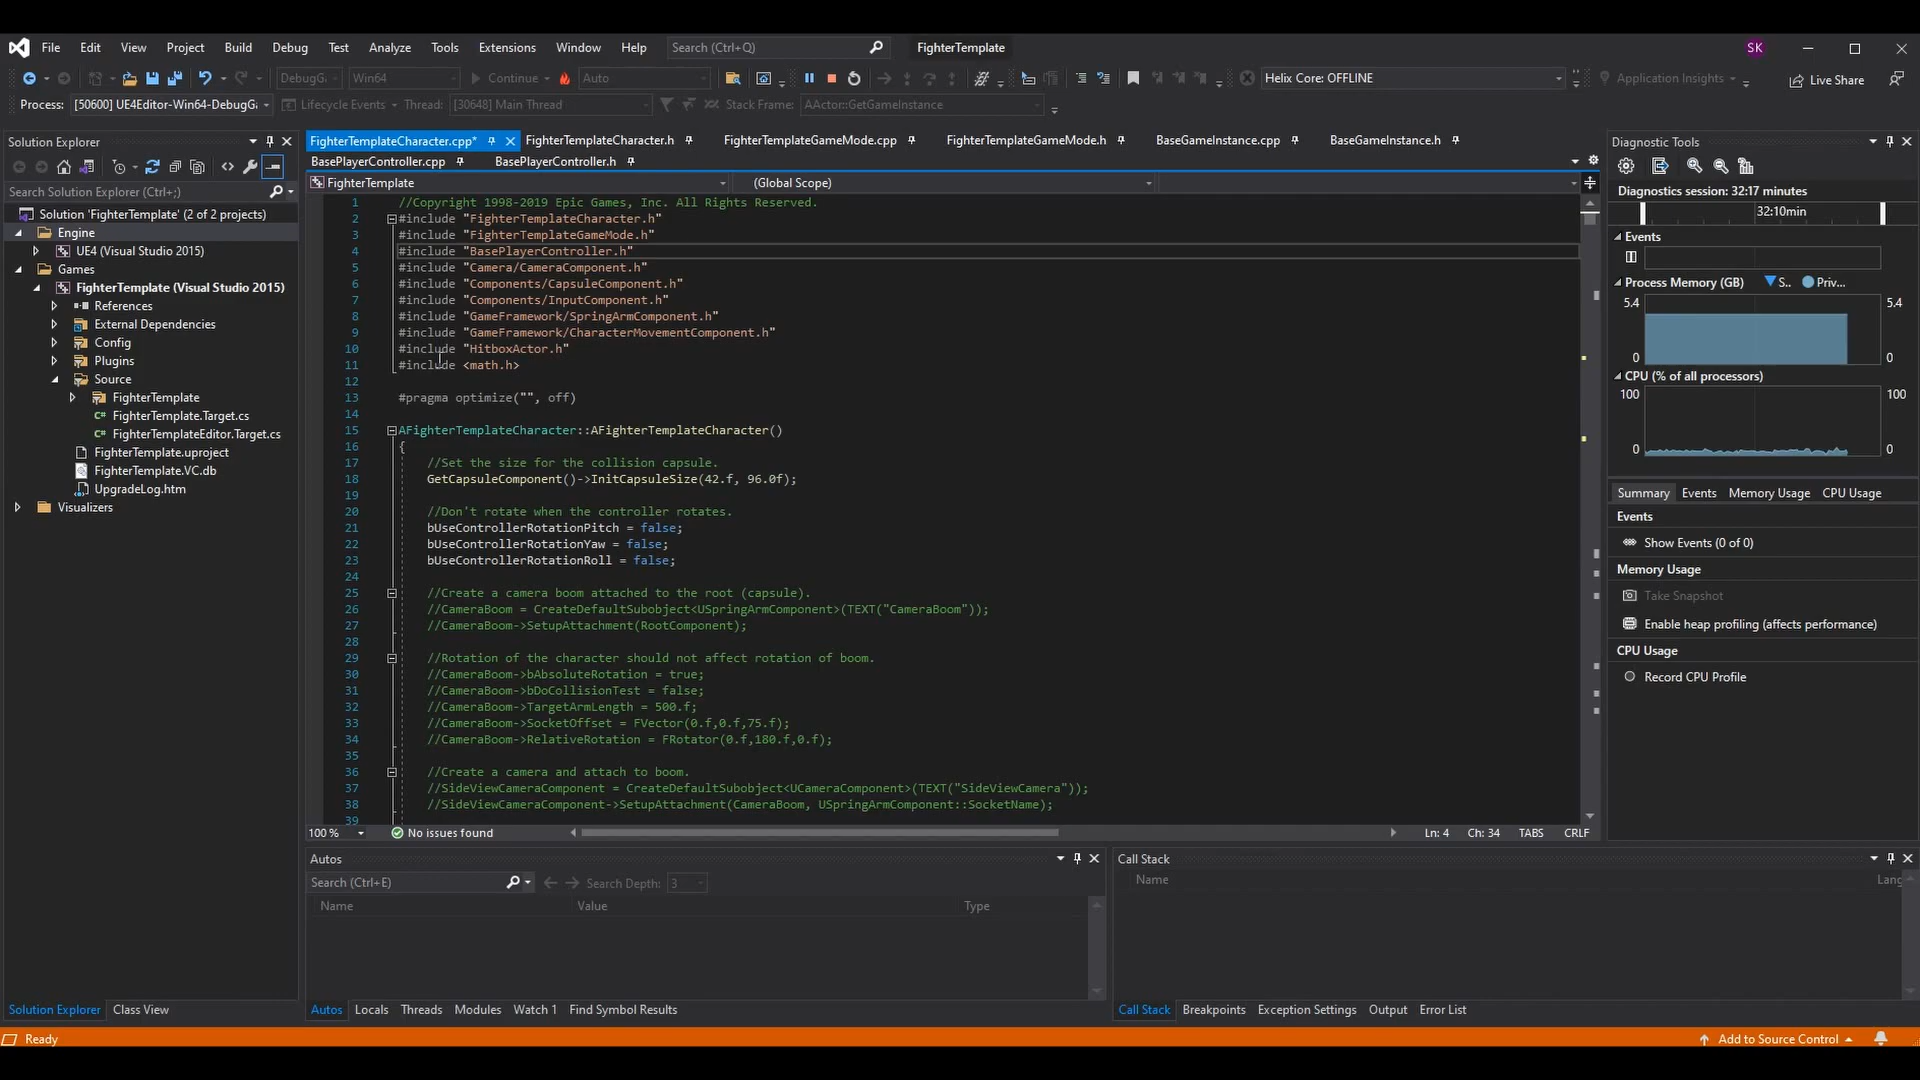 File Edit View Project Build Debug Test Analyze Tools Extensions Window Help Search (Ctrl+Q) FighterTemplate SK
DebugG Win64 Continue Auto Helix Core: OFFLINE Application Insights Live Share
Process: [50600] UE4Editor-Win64-DebugGa Lifecycle Events Thread: [30648] Main Thread Stack Frame: AActor::GetGameInstance
Solution Explorer
Search Solution Explorer (Ctrl+;)
Solution 'FighterTemplate' (2 of 2 projects)
Engine
UE4 (Visual Studio 2015)
Games
FighterTemplate (Visual Studio 2015)
References
External Dependencies
Config
Plugins
Source
FighterTemplate
FighterTemplate.Target.cs
FighterTemplateEditor.Target.cs
FighterTemplate.uproject
FighterTemplate.VC.db
UpgradeLog.htm
Visualizers
Solution Explorer Class View
FighterTemplateCharacter.cpp* FighterTemplateCharacter.h FighterTemplateGameMode.cpp FighterTemplateGameMode.h BaseGameInstance.cpp BaseGameInstance.h
BasePlayerController.cpp BasePlayerController.h
FighterTemplate (Global Scope)
1 //Copyright 1998-2019 Epic Games, Inc. All Rights Reserved.
2 #include "FighterTemplateCharacter.h"
3 #include "FighterTemplateGameMode.h"
4 #include "BasePlayerController.h"
5 #include "Camera/CameraComponent.h"
6 #include "Components/CapsuleComponent.h"
7 #include "Components/InputComponent.h"
8 #include "GameFramework/SpringArmComponent.h"
9 #include "GameFramework/CharacterMovementComponent.h"
10 #include "HitboxActor.h"
11 #include <math.h>
12
13 #pragma optimize("", off)
14
15 AFighterTemplateCharacter::AFighterTemplateCharacter()
16 {
17 //Set the size for the collision capsule.
18 GetCapsuleComponent()->InitCapsuleSize(42.f, 96.0f);
19
20 //Don't rotate when the controller rotates.
21 bUseControllerRotationPitch = false;
22 bUseControllerRotationYaw = false;
23 bUseControllerRotationRoll = false;
24
25 //Create a camera boom attached to the root (capsule).
26 //CameraBoom = CreateDefaultSubobject<USpringArmComponent>(TEXT("CameraBoom"));
27 //CameraBoom->SetupAttachment(RootComponent);
28
29 //Rotation of the character should not affect rotation of boom.
30 //CameraBoom->bAbsoluteRotation = true;
31 //CameraBoom->bDoCollisionTest = false;
32 //CameraBoom->TargetArmLength = 500.f;
33 //CameraBoom->SocketOffset = FVector(0.f,0.f,75.f);
34 //CameraBoom->RelativeRotation = FRotator(0.f,180.f,0.f);
35
36 //Create a camera and attach to boom.
37 //SideViewCameraComponent = CreateDefaultSubobject<UCameraComponent>(TEXT("SideViewCamera"));
38 //SideViewCameraComponent->SetupAttachment(CameraBoom, USpringArmComponent::SocketName);
39
100 % No issues found Ln: 4 Ch: 34 TABS CRLF
Autos
Search (Ctrl+E) Search Depth: 3
Name Value Type
Autos Locals Threads Modules Watch 1 Find Symbol Results
Call Stack
Name Lang
Call Stack Breakpoints Exception Settings Output Error List
Diagnostic Tools
Diagnostics session: 32:17 minutes
32:10min
Events
Process Memory (GB) S.. Priv...
5.4 5.4
0 0
CPU (% of all processors)
100 100
0 0
Summary Events Memory Usage CPU Usage
Events
Show Events (0 of 0)
Memory Usage
Take Snapshot
Enable heap profiling (affects performance)
CPU Usage
Record CPU Profile
Ready Add to Source Control